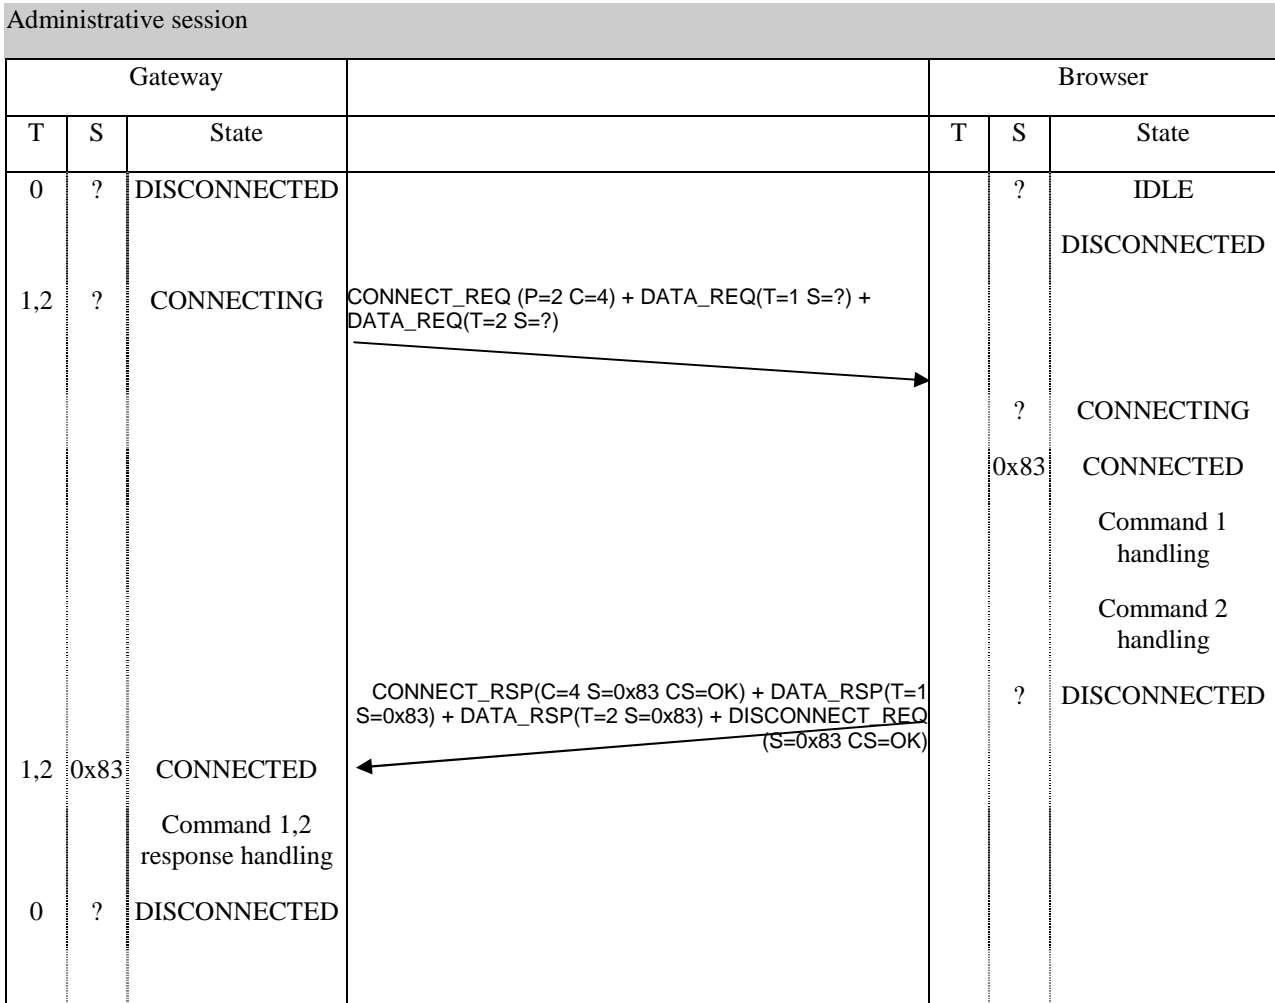 Administrative session
Gateway Browser
T S State T S State
0 ? DISCONNECTED ? IDLE
DISCONNECTED
1,2 ? CONNECTING CONNECT_REQ (P=2 C=4) + DATA_REQ(T=1 S=?) +
DATA_REQ(T=2 S=?)
? CONNECTING
0x83 CONNECTED
Command 1
handling
Command 2
handling
CONNECT_RSP(C=4 S=0x83 CS=OK) + DATA_RSP(T=1 ? DISCONNECTED
S=0x83) + DATA_RSP(T=2 S=0x83) + DISCONNECT_REQ
(S=0x83 CS=OK)
1,2 0x83 CONNECTED
Command 1,2
response handling
0 ? DISCONNECTED